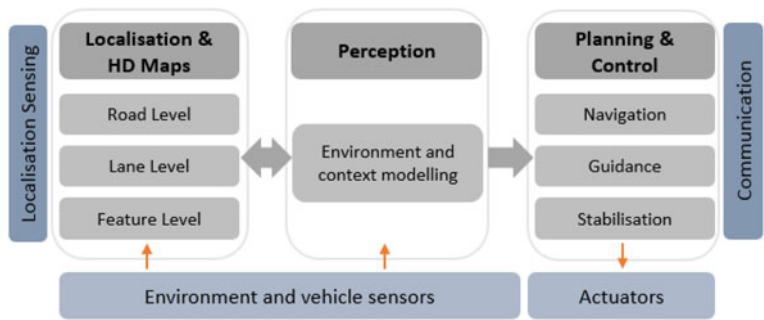 Localisation Sensing
Localisation &
HD Maps
Road Level
Lane Level
Feature Level
Perception
Environment and
context modelling
Planning &
Control
Navigation
Guidance
Stabilisation
Communication
Environment and vehicle sensors
Actuators